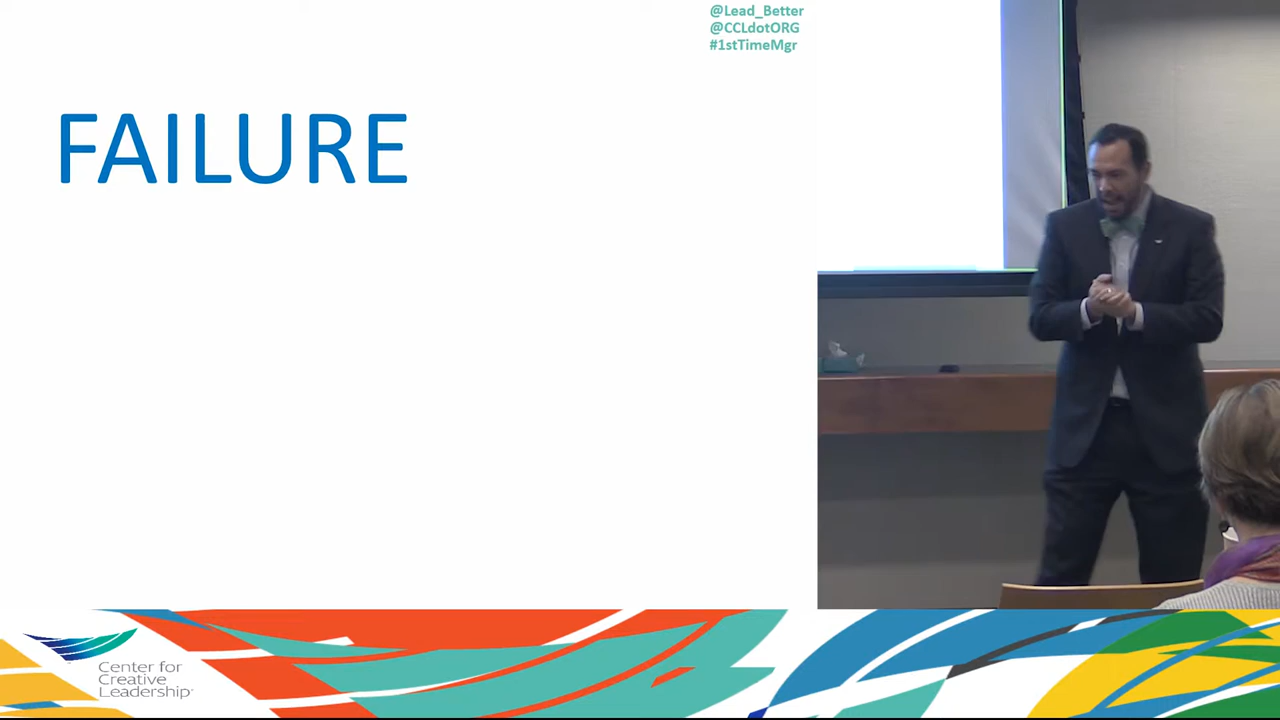 @Lead_Better
@CCLdotORG
#1stTimeMgr
FAILURE
Center for
Creative
Leadership